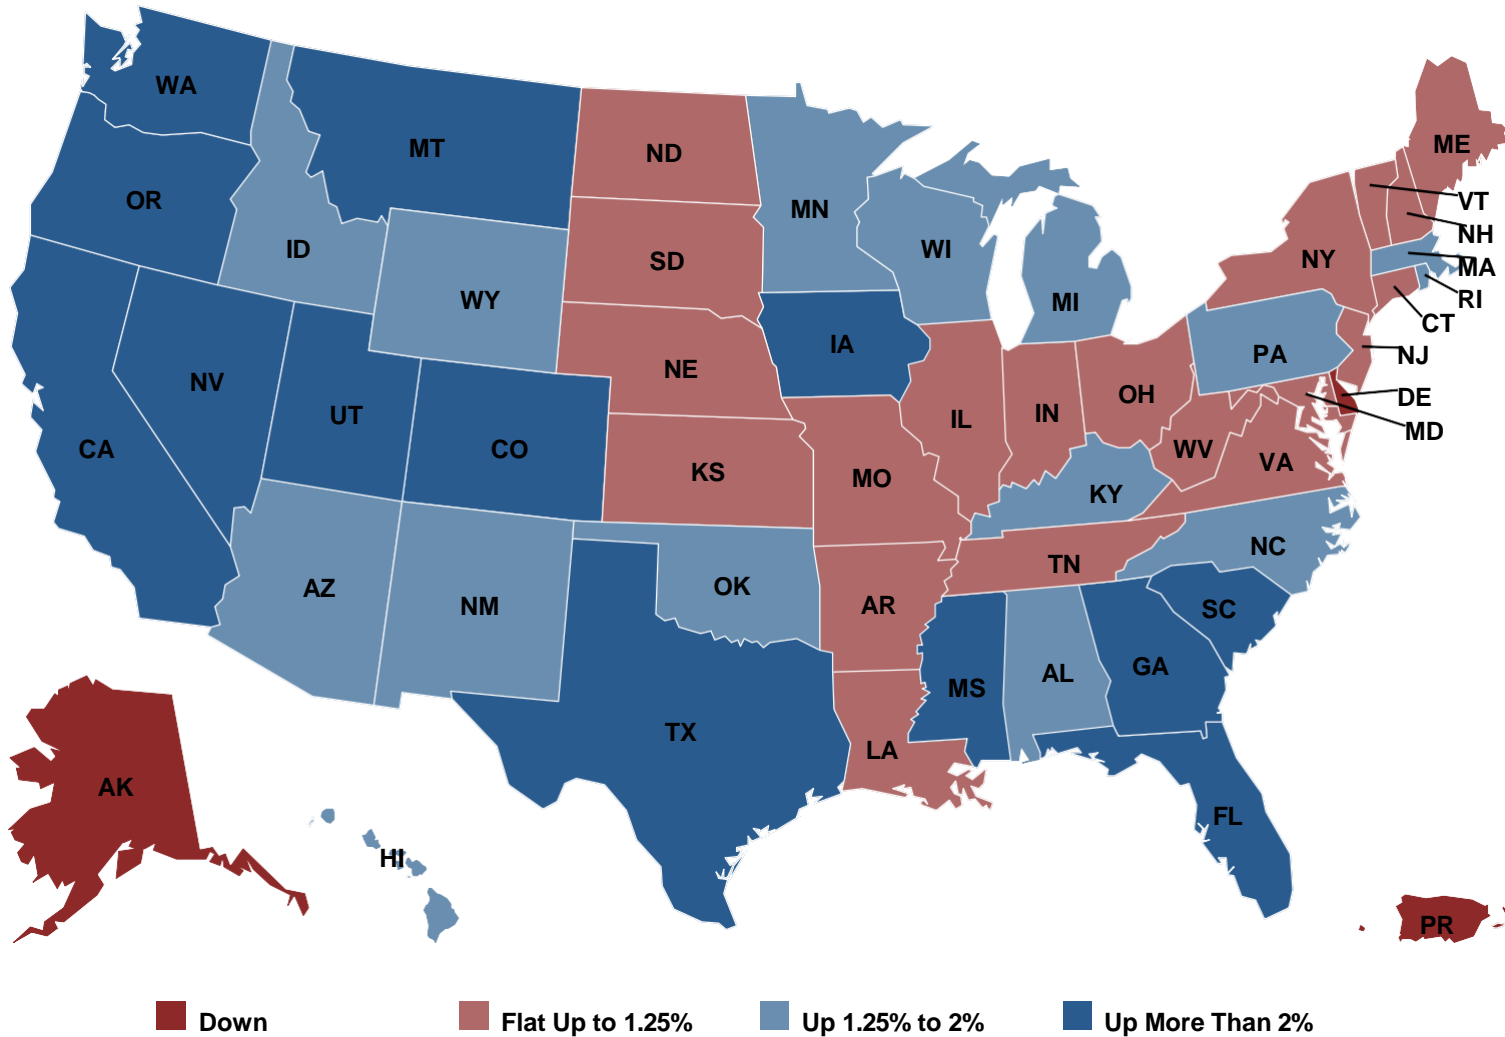 WA
MT
ND
ME
OR
MN
VT
NH
ID
WI
SD
NY
MA
WY
MI
RI
CT
IA
PA
NJ
NV
NE
UT
OH
DE
IN
IL
MD
CA
CO
WV
VA
KS
MO
KY
NC
TN
AZ
OK
NM
AR
SC
GA
AL
MS
TX
LA
AK
FL
HI
PR
Down
Flat Up to 1.25%
Up 1.25% to 2%
Up More Than 2%